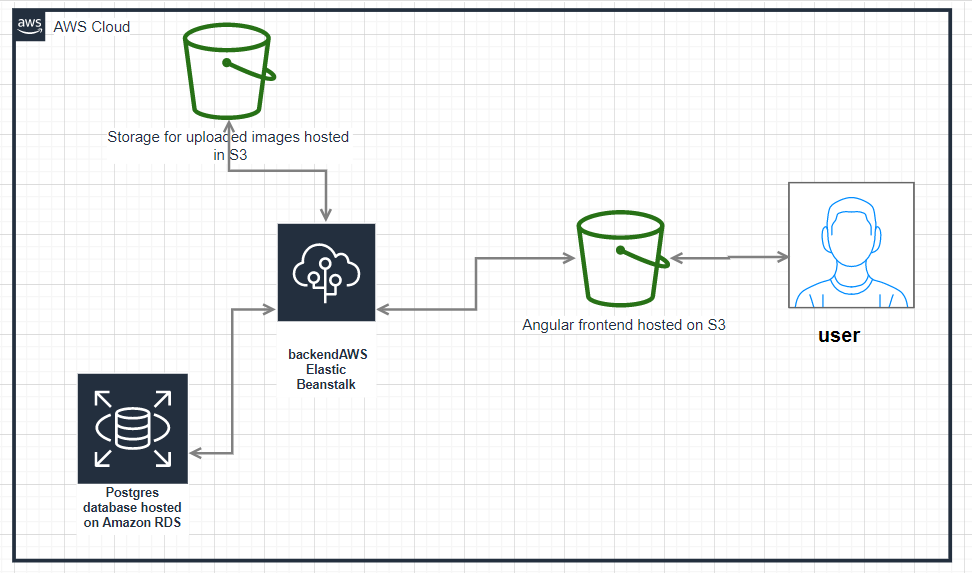 aws
AWS Cloud
Storage for uploaded images hosted
in S3
Angular frontend hosted on S3
user
backendAWS
Elastic
Beanstalk
Postgres
database hosted
on Amazon RDS